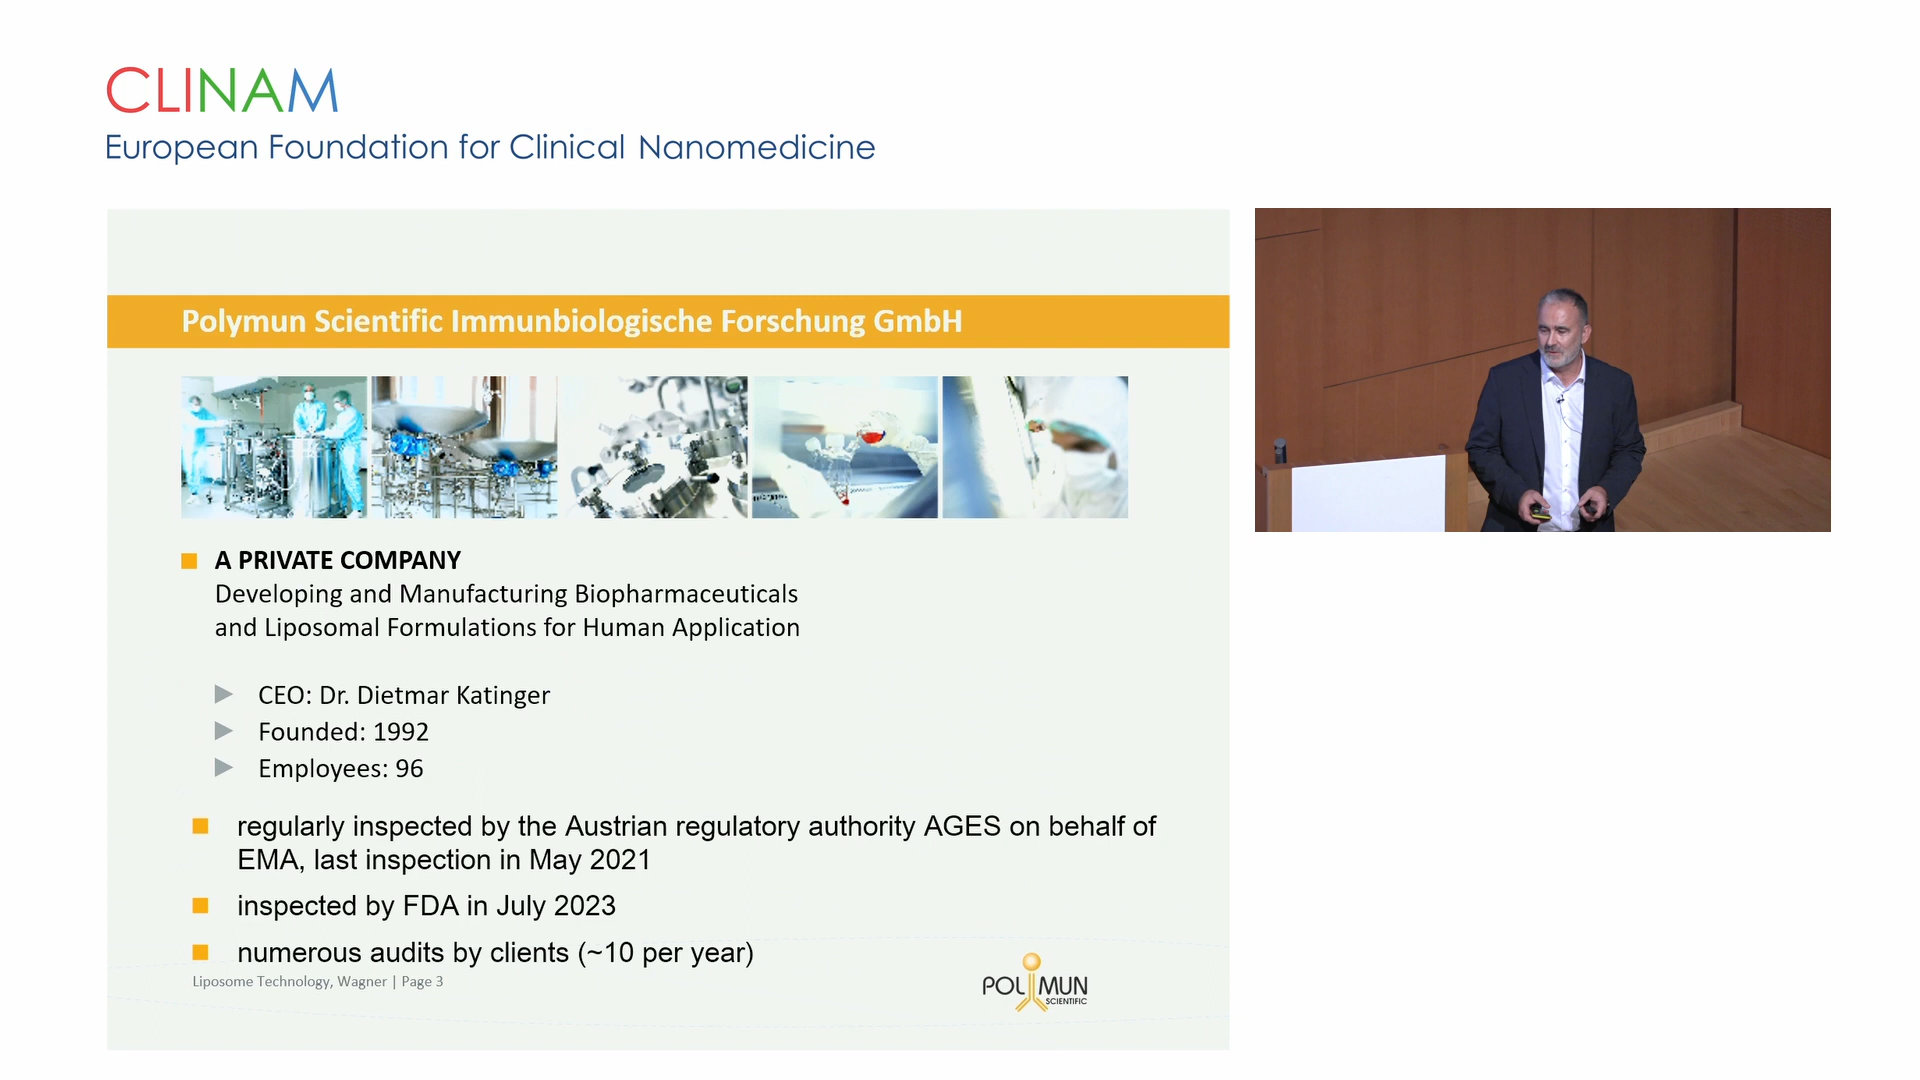 CLINAM
European Foundation for Clinical Nanomedicine
Polymun Scientific Immunbiologische Forschung GmbH
A PRIVATE COMPANY
Developing and Manufacturing Biopharmaceuticals
and Liposomal Formulations for Human Application
CEO: Dr. Dietmar Katinger
Founded: 1992
Employees: 96
regularly inspected by the Austrian regulatory authority AGES on behalf of
EMA, last inspection in May 2021
inspected by FDA in July 2023
numerous audits by clients (~10 per year)
Liposome Technology, Wagner | Page 3
POLYMUN
SCIENTIFIC